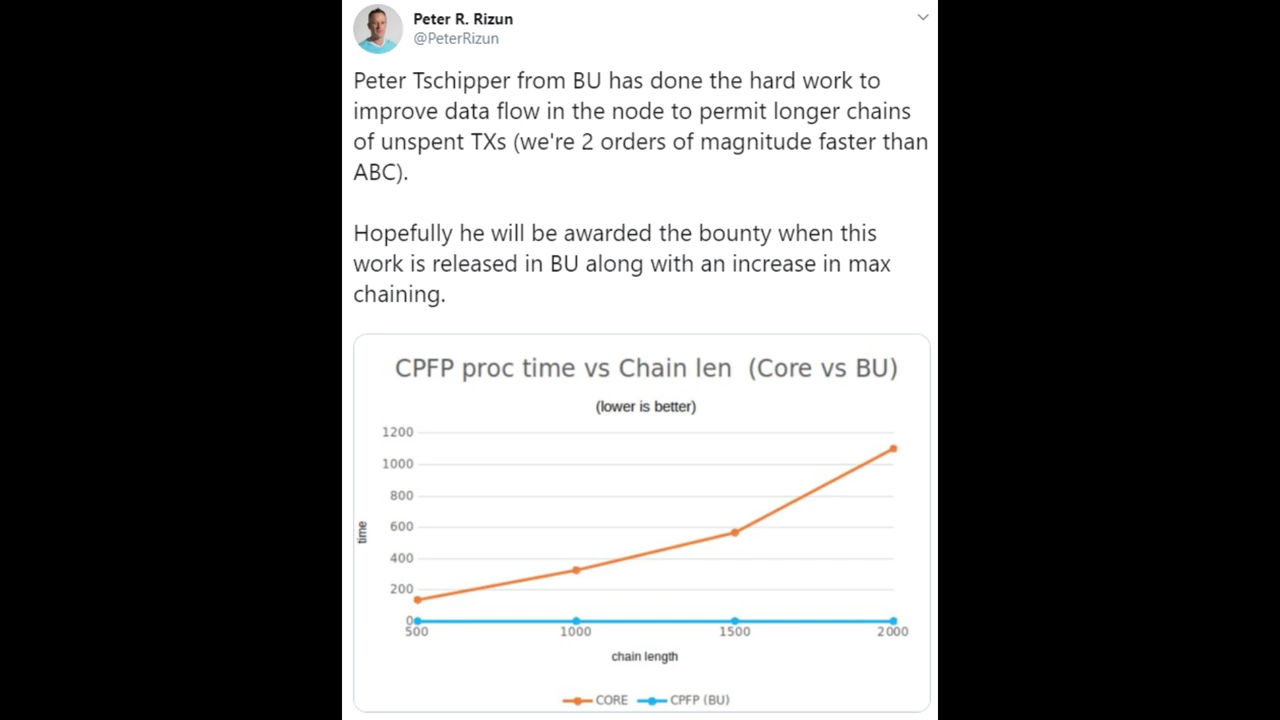 Peter R. Rizun
@PeterRizun
Peter Tschipper from BU has done the hard work to
improve data flow in the node to permit longer chains
of unspent TXs (we're 2 orders of magnitude faster than
ABC).
Hopefully he will be awarded the bounty when this
work is released in BU along with an increase in max
chaining.
CPFP proc time vs Chain len (Core vs BU)
(lower is better)
1200
1000
800
600
400
200
0
time
500 1000 1500 2000
chain length
CORE CPFP (BU)